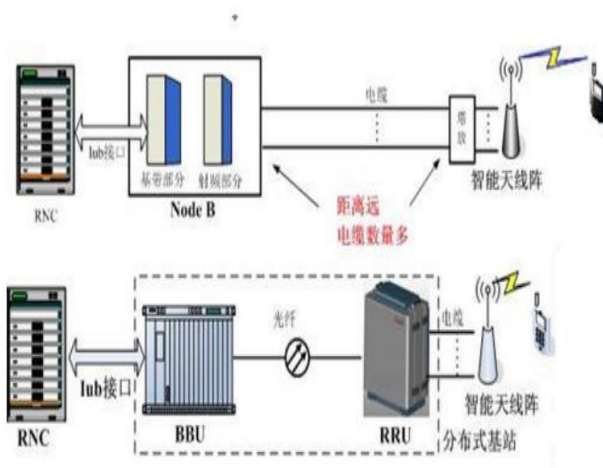 *
电缆
塔放
Iub接口
基带部分
射频部分
智能天线阵
RNC
Node B
距离远
电缆数量多
光纤
电缆
Iub接口
智能天线阵
RNC
BBU
RRU
分布式基站